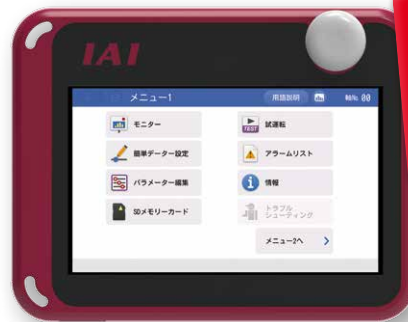 IAI
メニュー1
用語説明
軸No. 00
モニター
試運転
TEST
簡単データー設定
アラームリスト
パラメーター編集
情報
SDメモリーカード
トラブル
シューティング
メニュー2へ